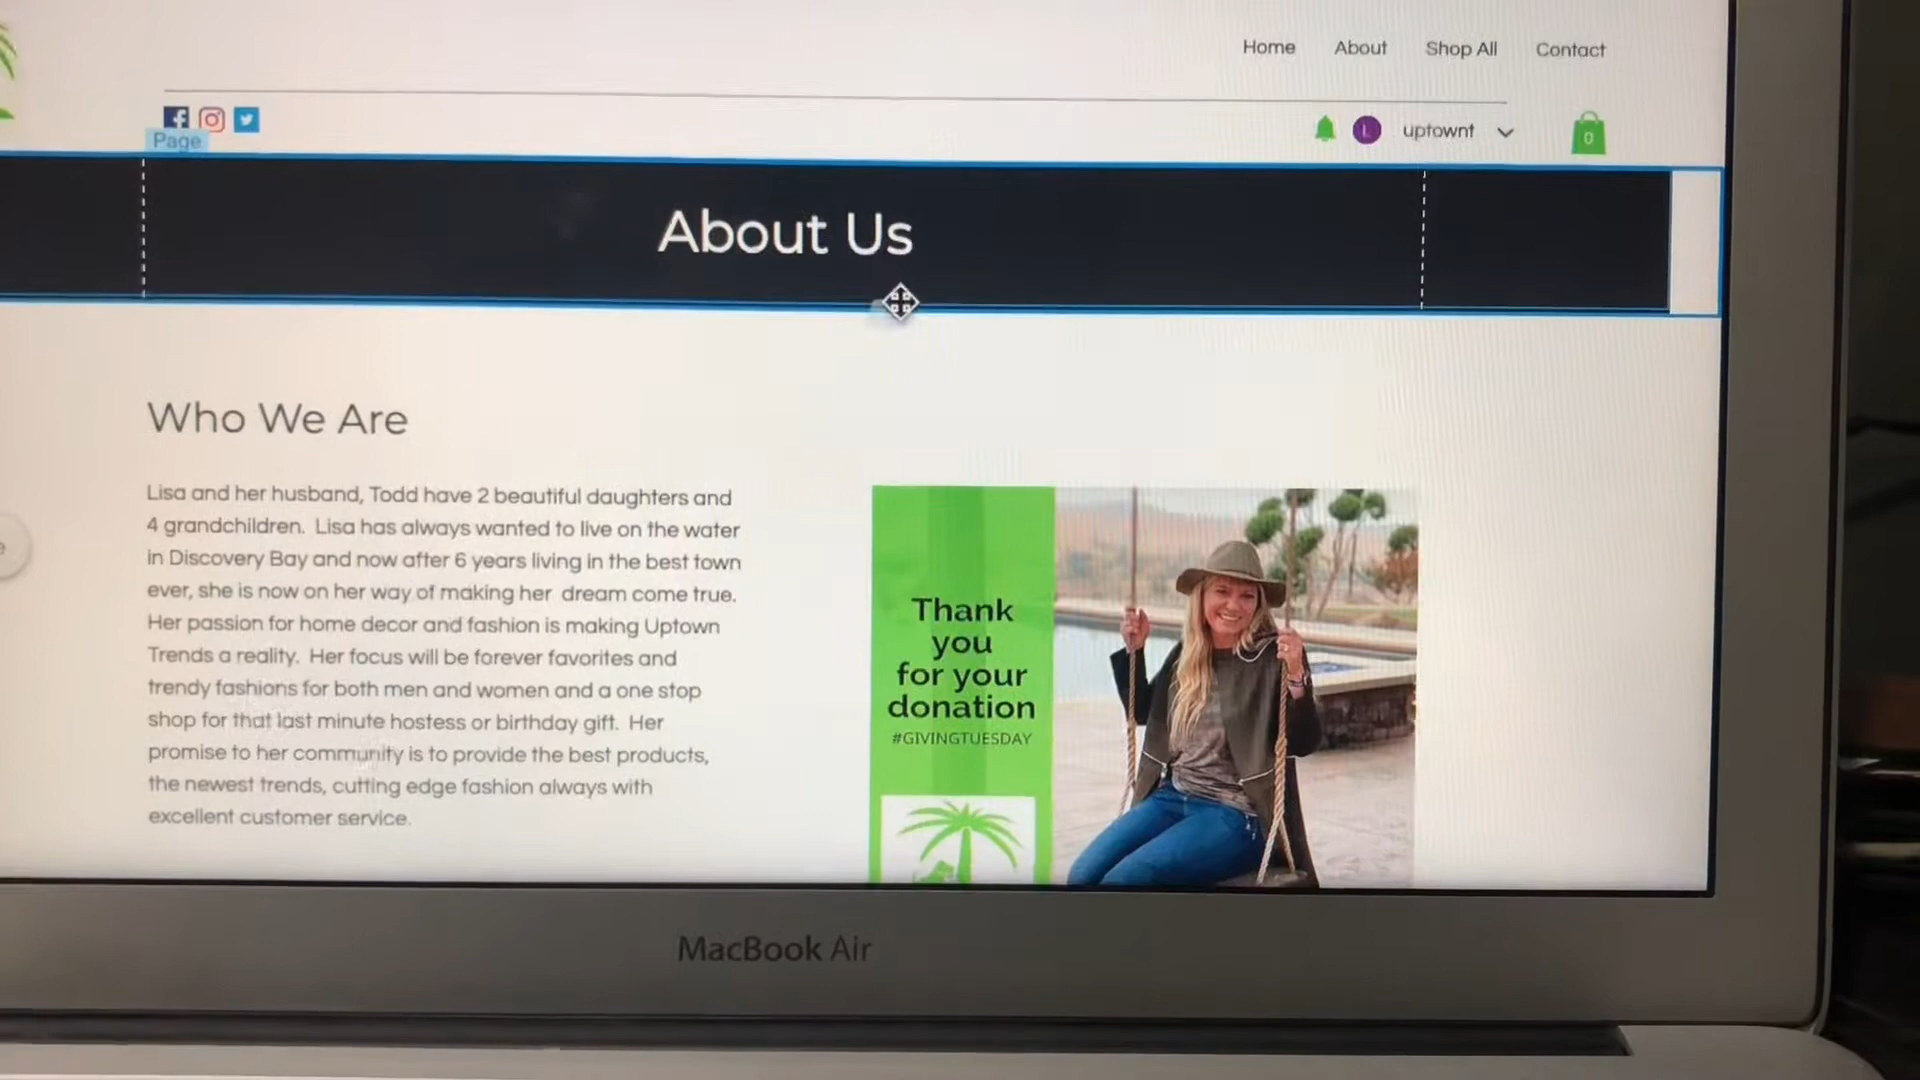 Home About Shop All Contact
Page
L uptownt
0
About Us
Who We Are
Lisa and her husband, Todd have 2 beautiful daughters and
4 grandchildren. Lisa has always wanted to live on the water
in Discovery Bay and now after 6 years living in the best town
ever, she is now on her way of making her dream come true.
Her passion for home decor and fashion is making Uptown
Trends a reality. Her focus will be forever favorites and
trendy fashions for both men and women and a one stop
shop for that last minute hostess or birthday gift. Her
promise to her community is to provide the best products,
the newest trends, cutting edge fashion always with
excellent customer service.
Thank
you
for your
donation
#GIVINGTUESDAY
MacBook Air